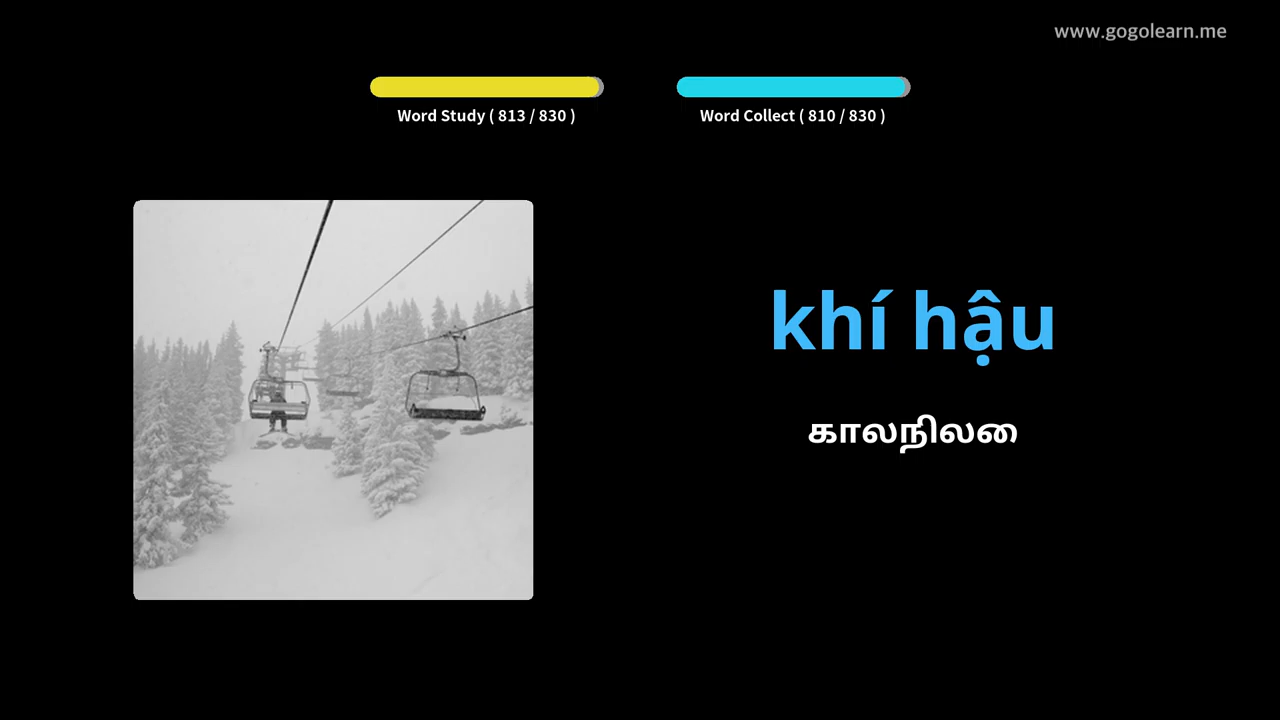 www.gogolearn.me
Word Study ( 813 / 830 )
Word Collect ( 810 / 830 )
khí hậu
காலநிலை